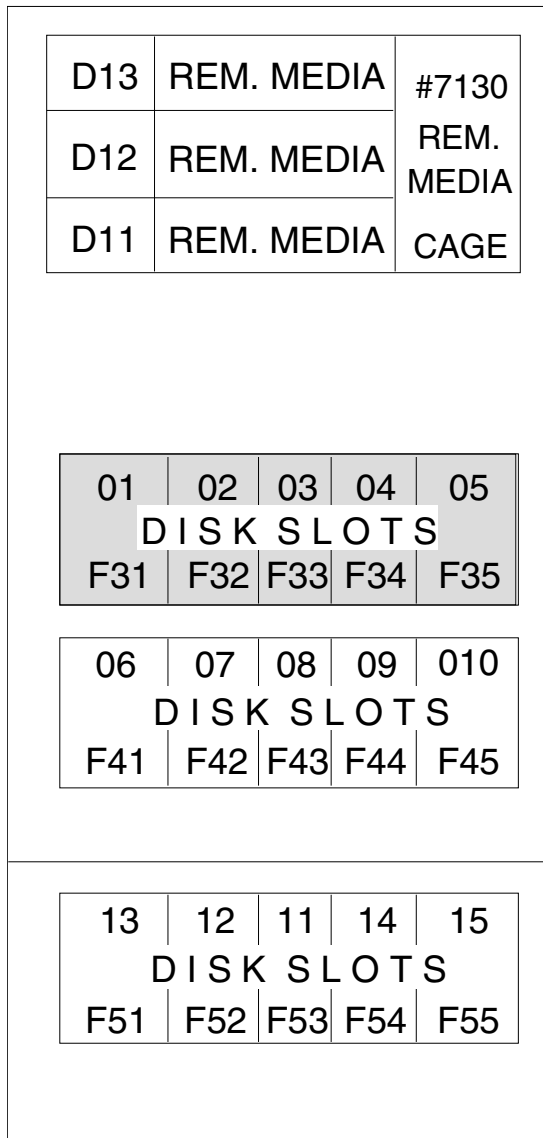 D13 REM. MEDIA #7130
D12 REM. MEDIA REM. MEDIA
D11 REM. MEDIA CAGE
01 02 03 04 05
DISK SLOTS
F31 F32 F33 F34 F35
06 07 08 09 010
DISK SLOTS
F41 F42 F43 F44 F45
13 12 11 14 15
DISK SLOTS
F51 F52 F53 F54 F55